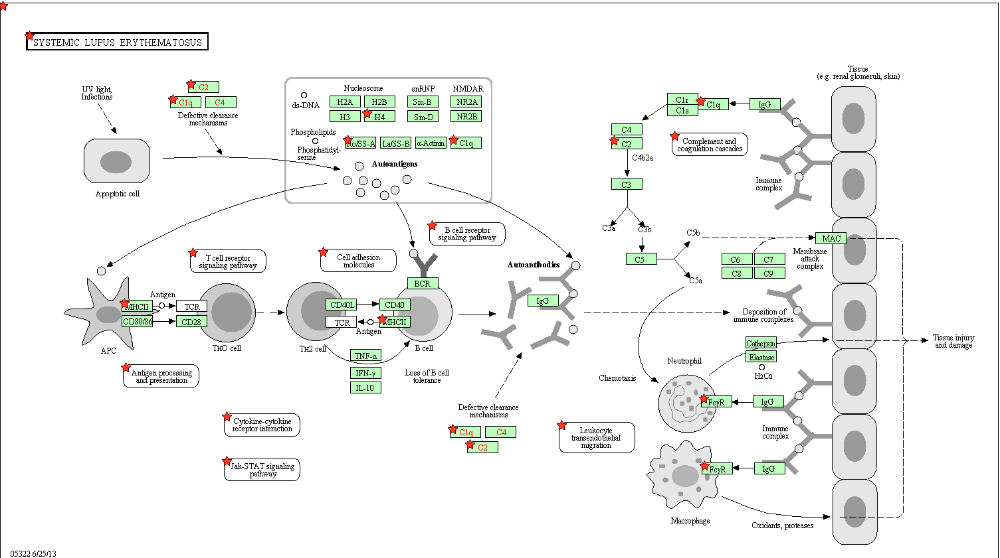 SYSTEMIC LUPUS ERYTHEMATOSUS
UV light,
Infections
C2
C1q
C4
Defective clearance
mechanisms
Apoptotic cell
ds-DNA
Nucleosome
H2A
H2B
H3
H4
snRNP
Sm-B
Sm-D
NMDAR
NR2A
NR2B
Phospholipids
Phosphatidyl-
serine
Ro/SS-A
La/SS-B
α-Actinin
C1q
Autoantigens
C1r
C1s
C1q
IgG
C4
C2
C4b2a
Complement and
coagulation cascades
C3
C3a
C3b
C5
C5b
C5a
C6
C7
C8
C9
MAC
Membrane
attack
complex
Immune
complex
Tissue
(e.g. renal glomeruli, skin)
T cell receptor
signaling pathway
Cell adhesion
molecules
B cell receptor
signaling pathway
Autoantibodies
IgG
Antigen
MHCII
TCR
CD80/86
CD28
APC
TH0 cell
CD40L
CD40
TCR
Antigen
MHCII
BCR
TH2 cell
B cell
TNF-α
IFN-γ
IL-10
Loss of B cell
tolerance
Antigen processing
and presentation
Cytokine-cytokine
receptor interaction
Jak-STAT signaling
pathway
Defective clearance
mechanisms
C1q
C4
C2
Leukocyte
transendothelial
migration
Deposition of
immune complexes
Tissue injury
and damage
Cathepsin
Elastase
H2O2
Neutrophil
Chemotaxis
FcγR
IgG
Immune
complex
FcγR
IgG
Macrophage
Oxidants, proteases
05322 6/25/13